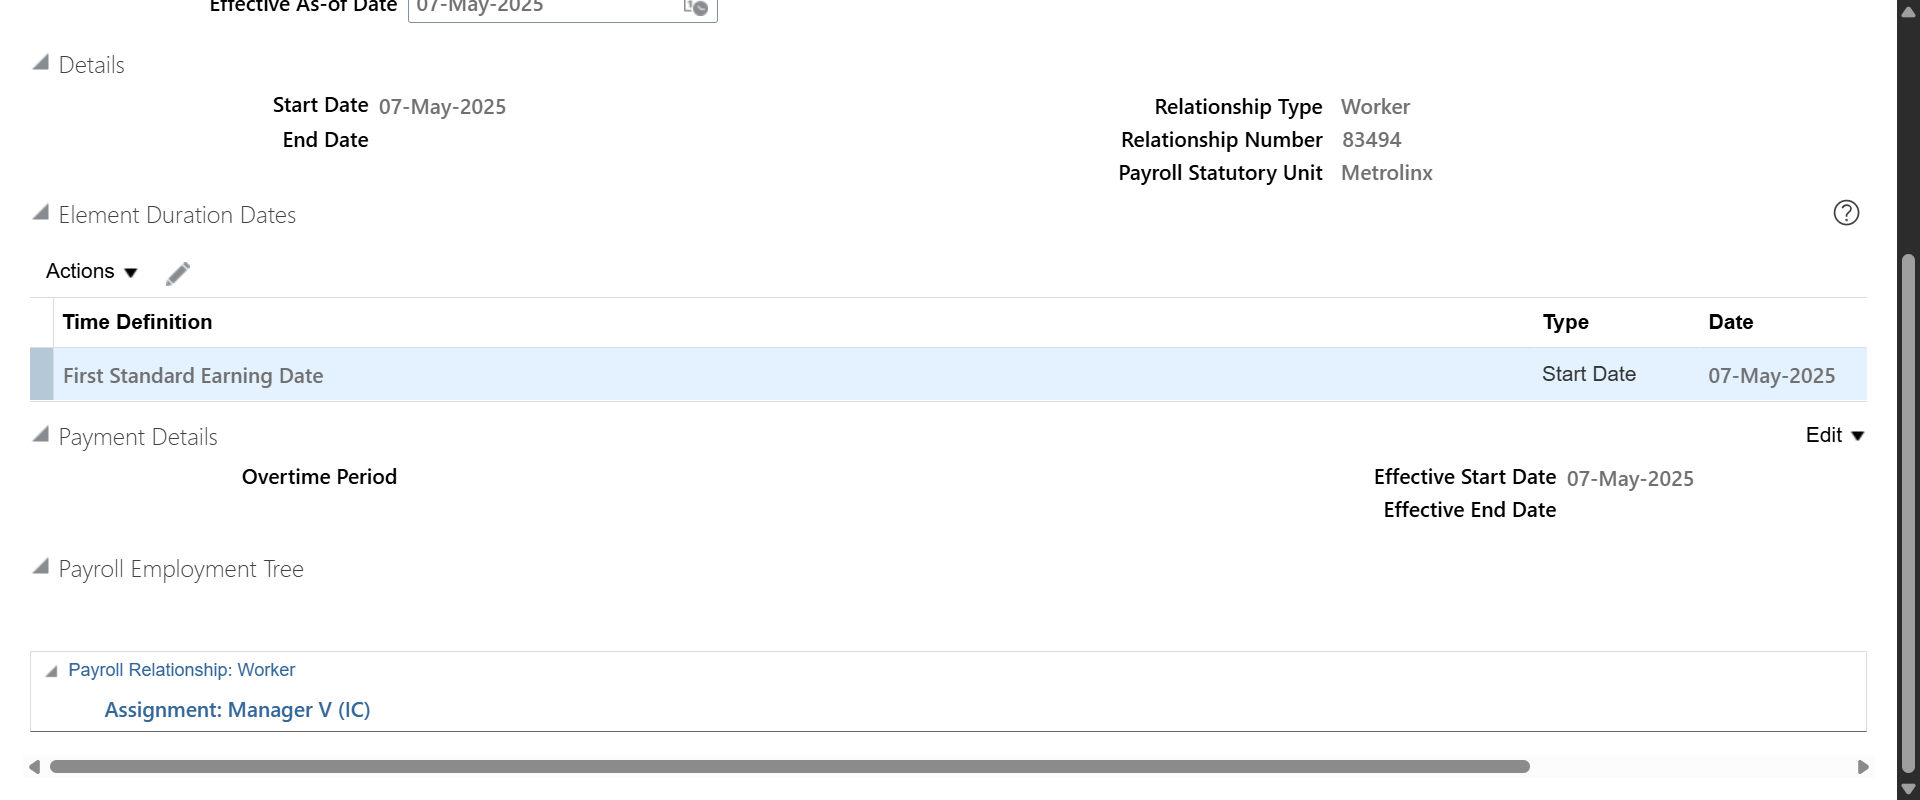 Effective As-of Date 07-May-2025
Details
Start Date 07-May-2025
Relationship Type Worker
End Date
Relationship Number 83494
Payroll Statutory Unit Metrolinx
Element Duration Dates
Actions
Time Definition Type Date
First Standard Earning Date Start Date 07-May-2025
Payment Details
Edit
Overtime Period
Effective Start Date 07-May-2025
Effective End Date
Payroll Employment Tree
Payroll Relationship: Worker
Assignment: Manager V (IC)